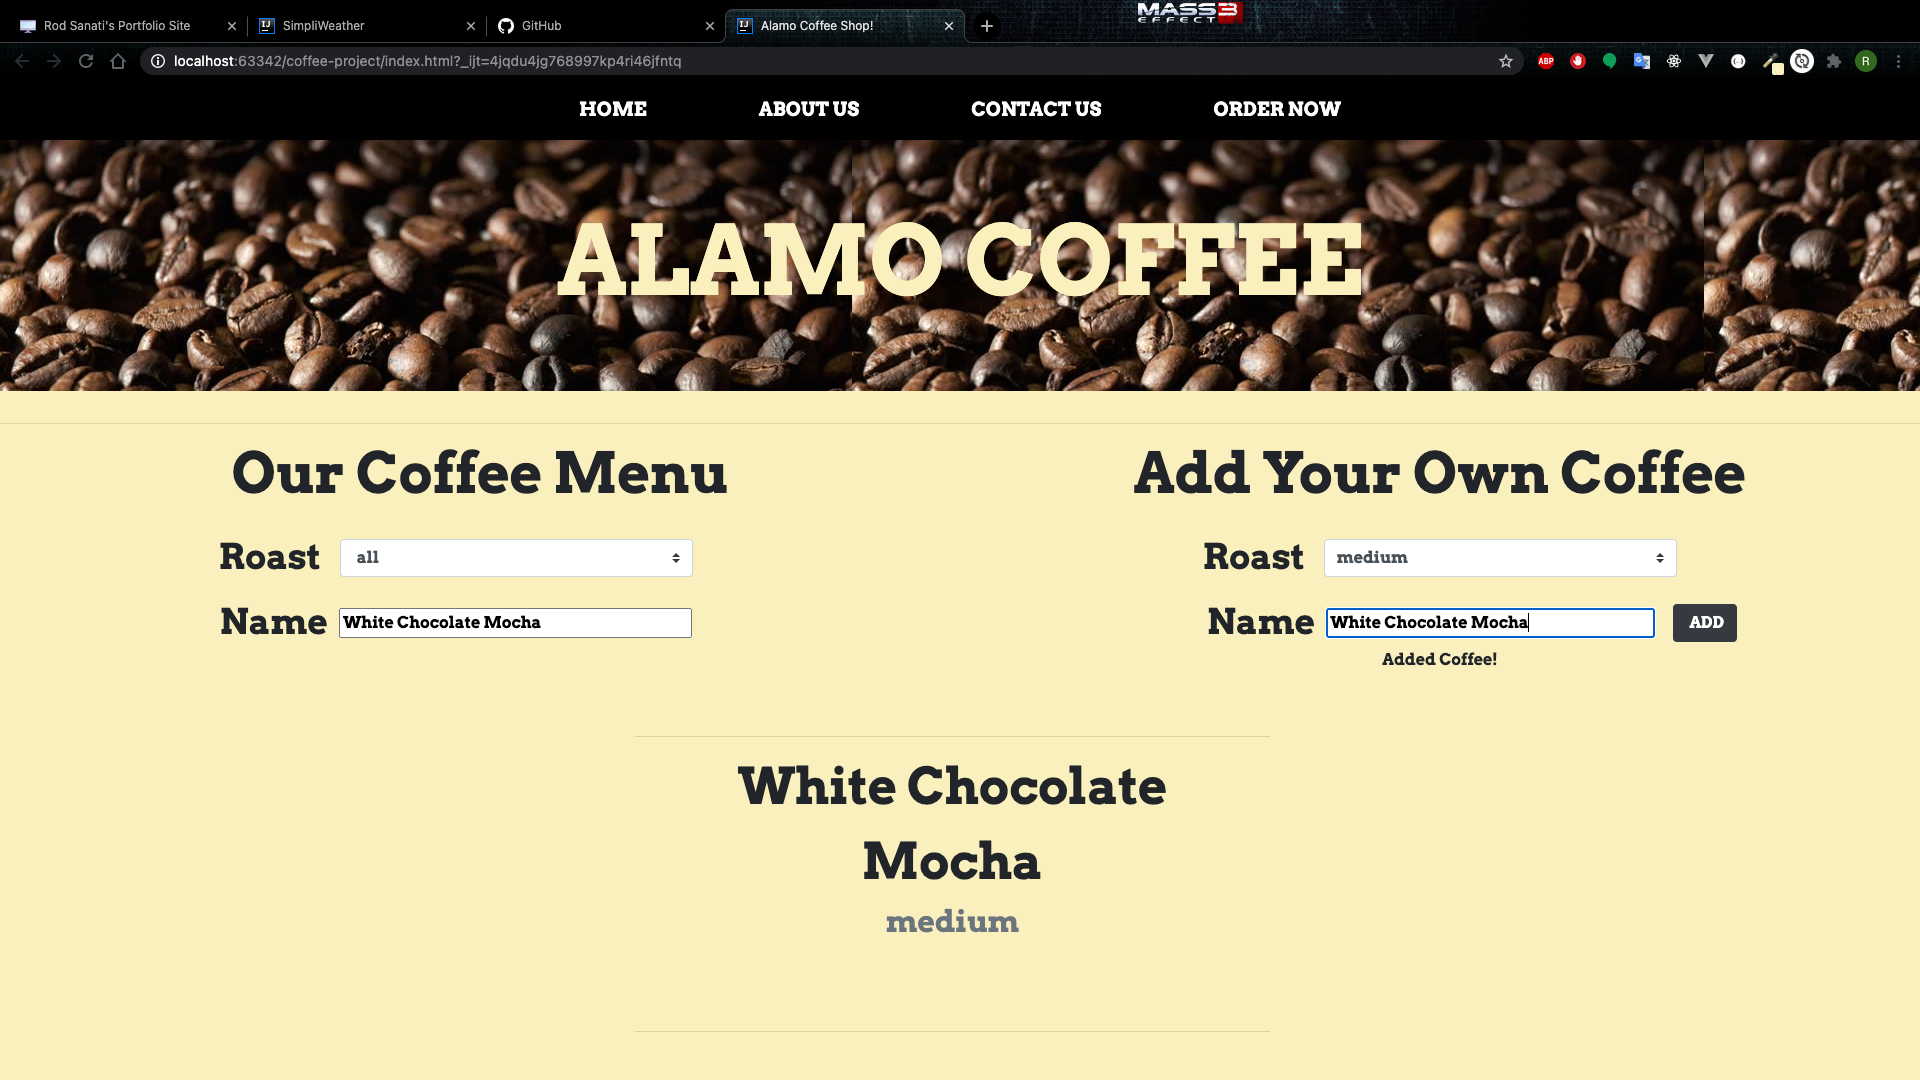 MASS 3
EFFECT
Rod Sanati's Portfolio Site
SimpliWeather
GitHub
Alamo Coffee Shop!
localhost:63342/coffee-project/index.html?_ijt=4jqdu4jg768997kp4ri46jfntq
ABP
R
HOME
ABOUT US
CONTACT US
ORDER NOW
ALAMO COFFEE
Our Coffee Menu
Roast
all
Name
White Chocolate Mocha
Add Your Own Coffee
Roast
medium
Name
White Chocolate Mocha
ADD
Added Coffee!
White Chocolate
Mocha
medium